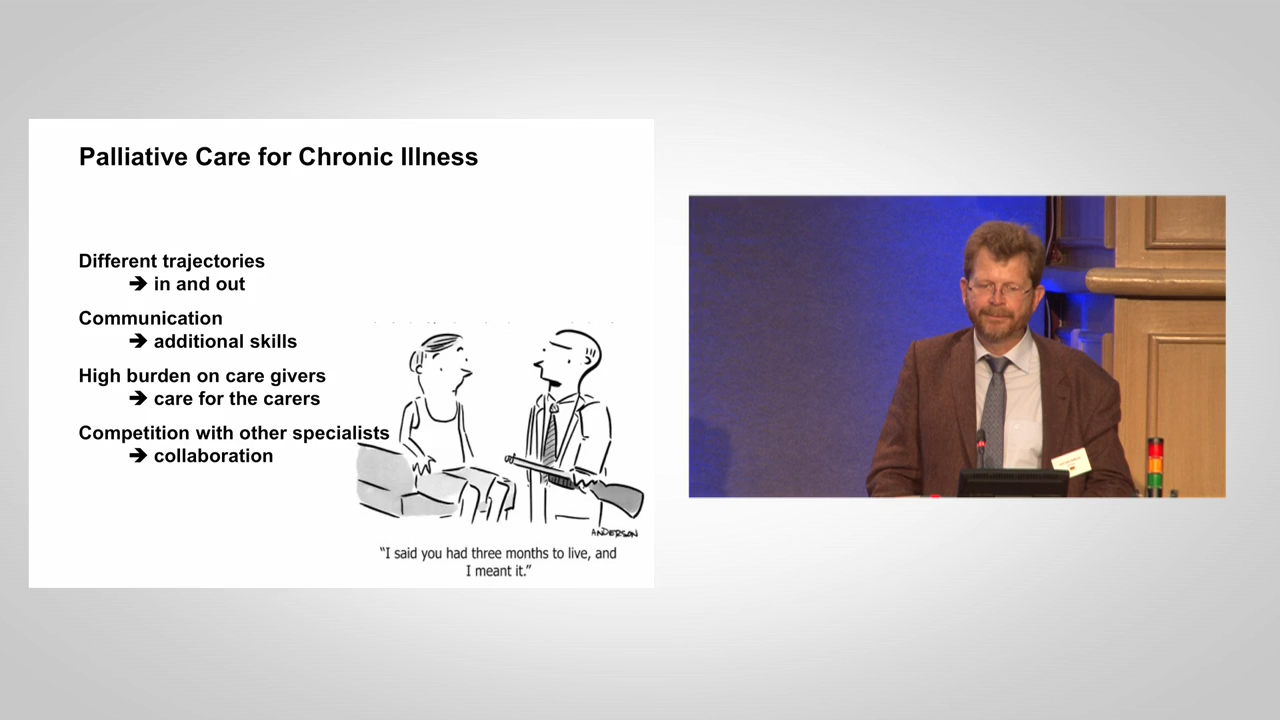 Palliative Care for Chronic Illness
Different trajectories
➔ in and out
Communication
➔ additional skills
High burden on care givers
➔ care for the carers
Competition with other specialists
➔ collaboration
ANDERSON
“I said you had three months to live, and
I meant it.”